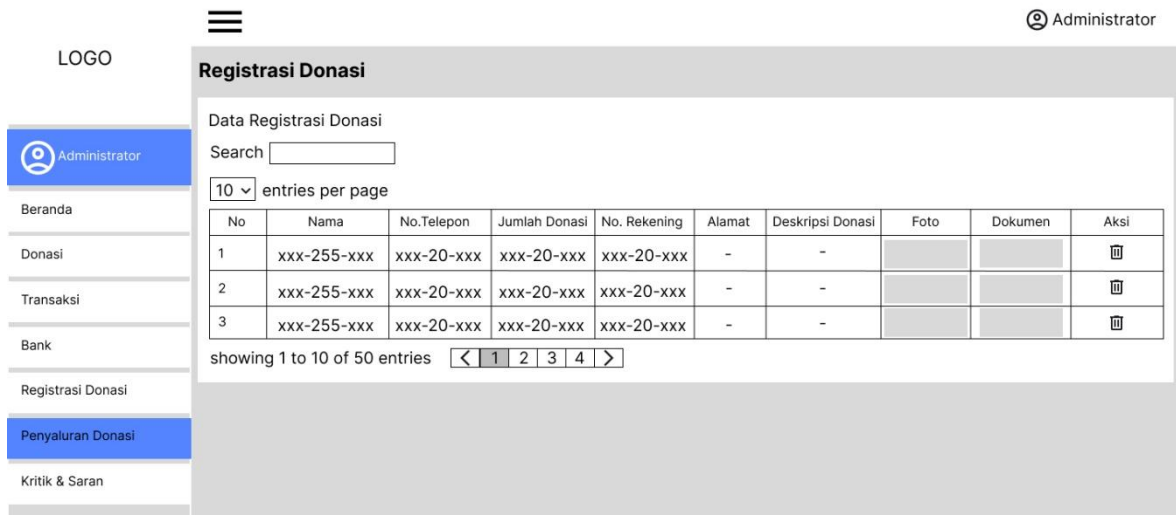 LOGO
Administrator
Beranda
Donasi
Transaksi
Bank
Registrasi Donasi
Penyaluran Donasi
Kritik & Saran
Administrator
Registrasi Donasi
Data Registrasi Donasi
Search
10 entries per page
No Nama No.Telepon Jumlah Donasi No. Rekening Alamat Deskripsi Donasi Foto Dokumen Aksi
1 xxx-255-xxx xxx-20-xxx xxx-20-xxx xxx-20-xxx - -
2 xxx-255-xxx xxx-20-xxx xxx-20-xxx xxx-20-xxx - -
3 xxx-255-xxx xxx-20-xxx xxx-20-xxx xxx-20-xxx - -
showing 1 to 10 of 50 entries < 1 2 3 4 >